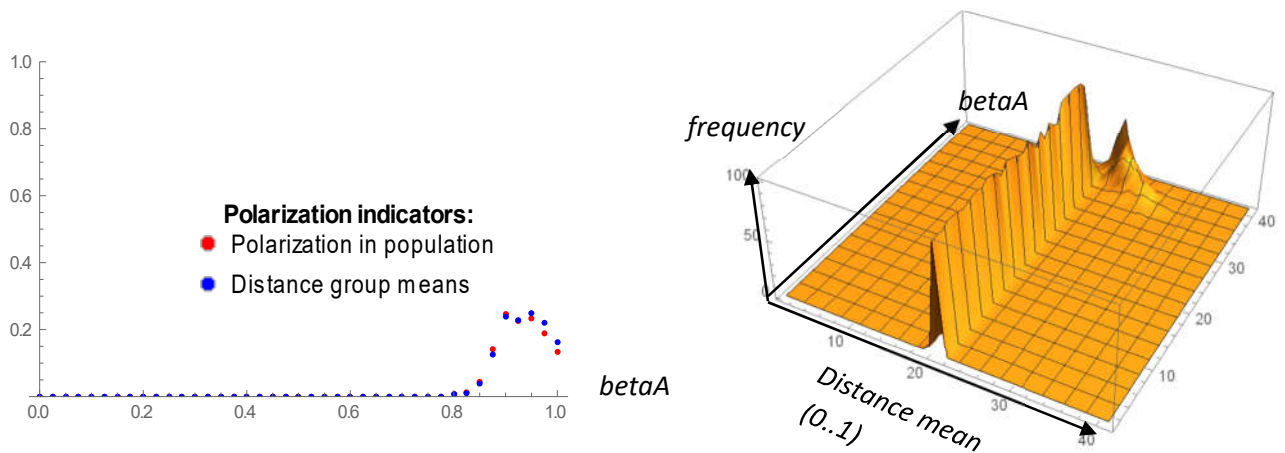 1.0
0.8
0.6
0.4
0.2
Polarization indicators:
Polarization in population
Distance group means
0.0 0.2 0.4 0.6 0.8 1.0
betaA
frequency
betaA
100
50
0
10
20
30
40
Distance mean
(0..1)
10
20
30
40